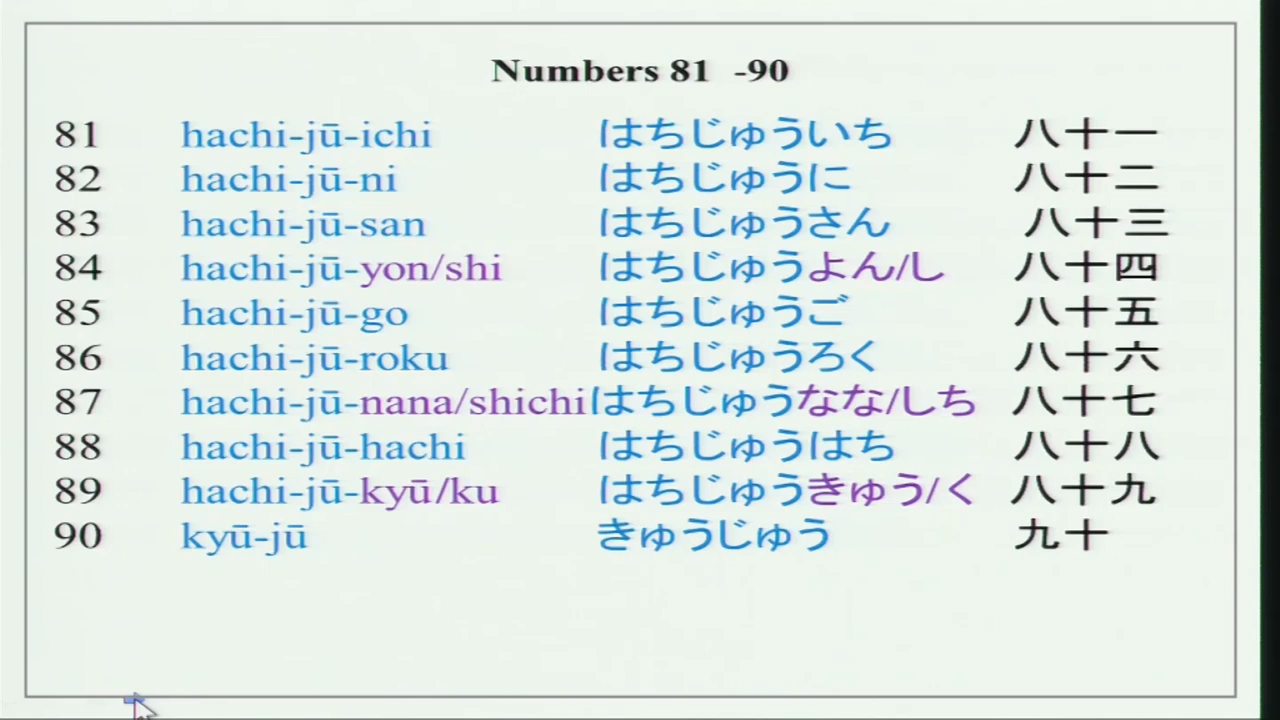 Numbers 81 -90
81 hachi-jū-ichi はちじゅういち 八十一
82 hachi-jū-ni はちじゅうに 八十二
83 hachi-jū-san はちじゅうさん 八十三
84 hachi-jū-yon/shi はちじゅうよん/し 八十四
85 hachi-jū-go はちじゅうご 八十五
86 hachi-jū-roku はちじゅうろく 八十六
87 hachi-jū-nana/shichi はちじゅうなな/しち 八十七
88 hachi-jū-hachi はちじゅうはち 八十八
89 hachi-jū-kyū/ku はちじゅうきゅう/く 八十九
90 kyū-jū きゅうじゅう 九十